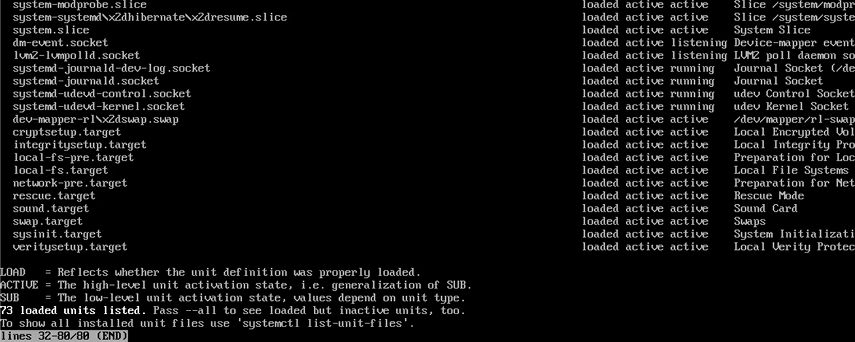 system-modprobe.slice loaded active active Slice /system/modpr
system-systemd\x2dhibernate\x2dresume.slice loaded active active Slice /system/syste
system.slice loaded active active System Slice
dm-event.socket loaded active listening Device-mapper event
lvm2-lvmpolld.socket loaded active listening LVM2 poll daemon so
systemd-journald-dev-log.socket loaded active running Journal Socket (/de
systemd-journald.socket loaded active running Journal Socket
systemd-udevd-control.socket loaded active running udev Control Socket
systemd-udevd-kernel.socket loaded active running udev Kernel Socket
dev-mapper-rl\x2dswap.swap loaded active active /dev/mapper/rl-swap
cryptsetup.target loaded active active Local Encrypted Vol
integritysetup.target loaded active active Local Integrity Pro
local-fs-pre.target loaded active active Preparation for Loc
local-fs.target loaded active active Local File Systems
network-pre.target loaded active active Preparation for Net
rescue.target loaded active active Rescue Mode
sound.target loaded active active Sound Card
swap.target loaded active active Swaps
sysinit.target loaded active active System Initializati
veritysetup.target loaded active active Local Verity Protec
LOAD = Reflects whether the unit definition was properly loaded.
ACTIVE = The high-level unit activation state, i.e. generalization of SUB.
SUB = The low-level unit activation state, values depend on unit type.
73 loaded units listed. Pass --all to see loaded but inactive units, too.
To show all installed unit files use 'systemctl list-unit-files'.
lines 32-80/80 (END)